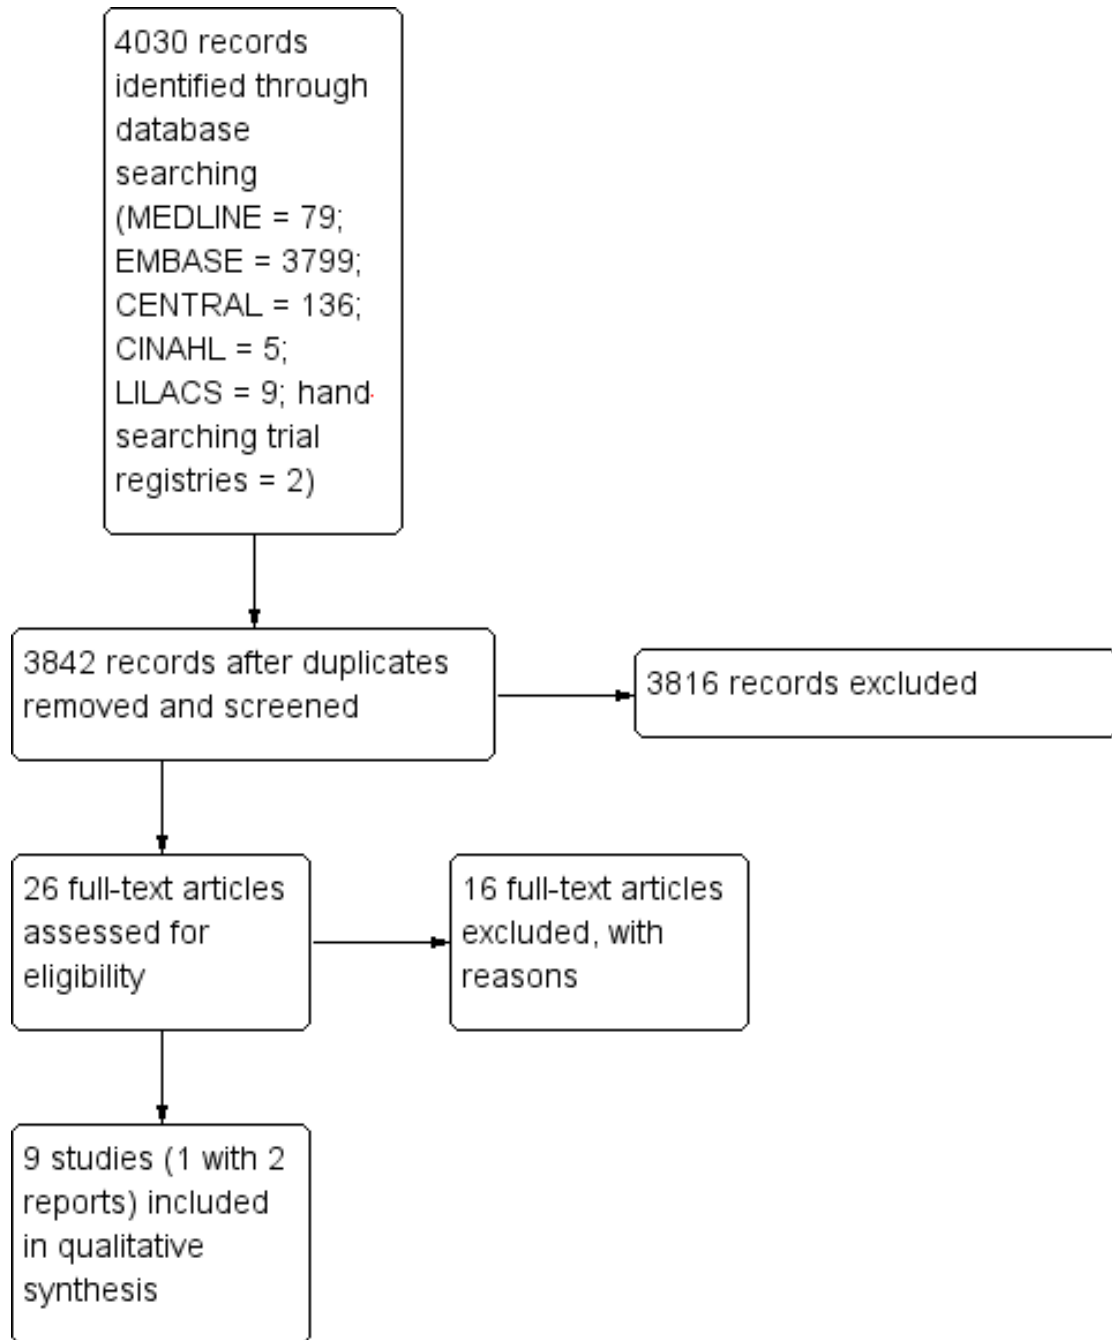 4030 records
identified through
database
searching
(MEDLINE = 79;
EMBASE = 3799;
CENTRAL = 136;
CINAHL = 5;
LILACS = 9; hand-
searching trial
registries = 2)
3842 records after duplicates
removed and screened
3816 records excluded
26 full-text articles
assessed for
eligibility
16 full-text articles
excluded, with
reasons
9 studies (1 with 2
reports) included
in qualitative
synthesis